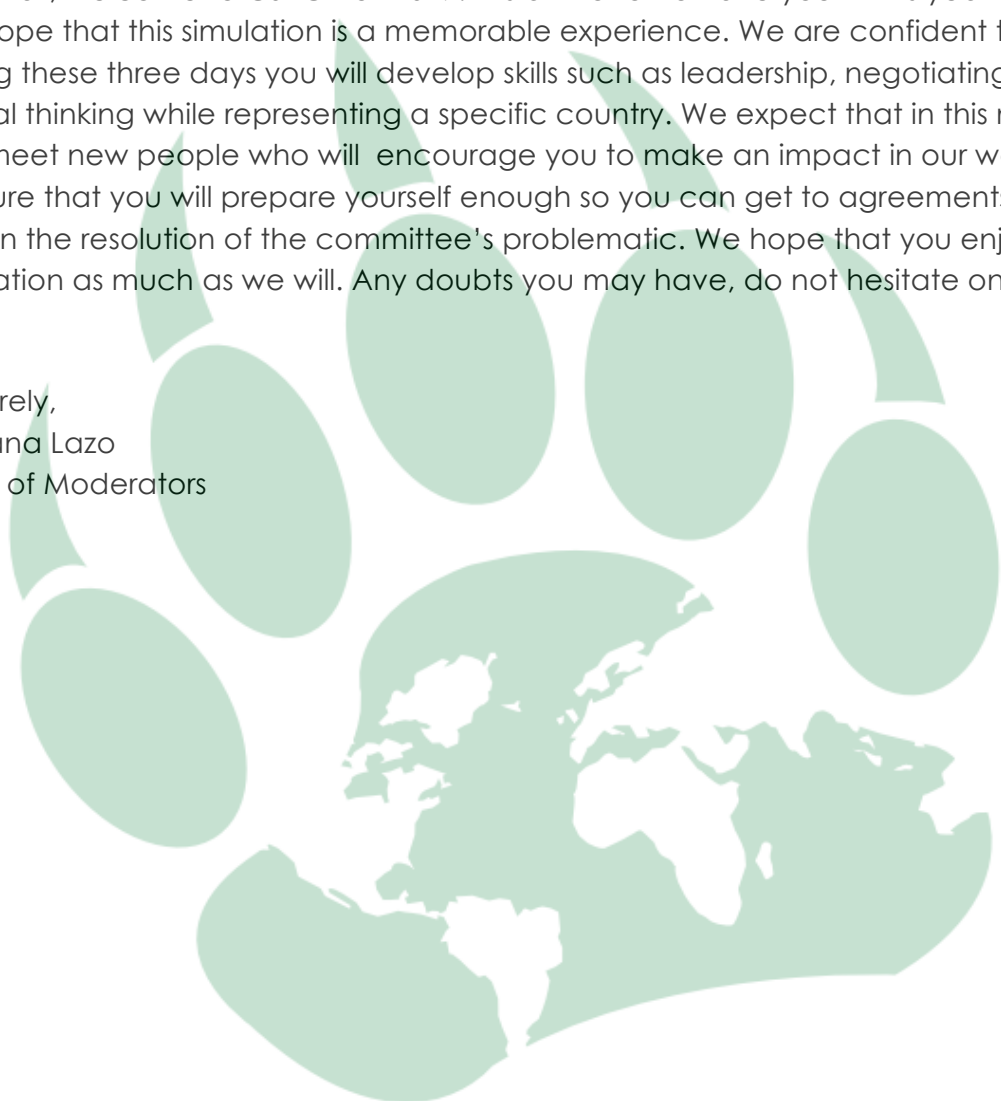 ope that this simulation is a memorable experience. We are confident
g these three days you will develop skills such as leadership, negotiating
al thinking while representing a specific country. We expect that in this
meet new people who will encourage you to make an impact in our
ure that you will prepare yourself enough so you can get to agreements
n the resolution of the committee's problematic. We hope that you enj
ation as much as we will. Any doubts you may have, do not hesitate on
rely,
ana Lazo
of Moderators